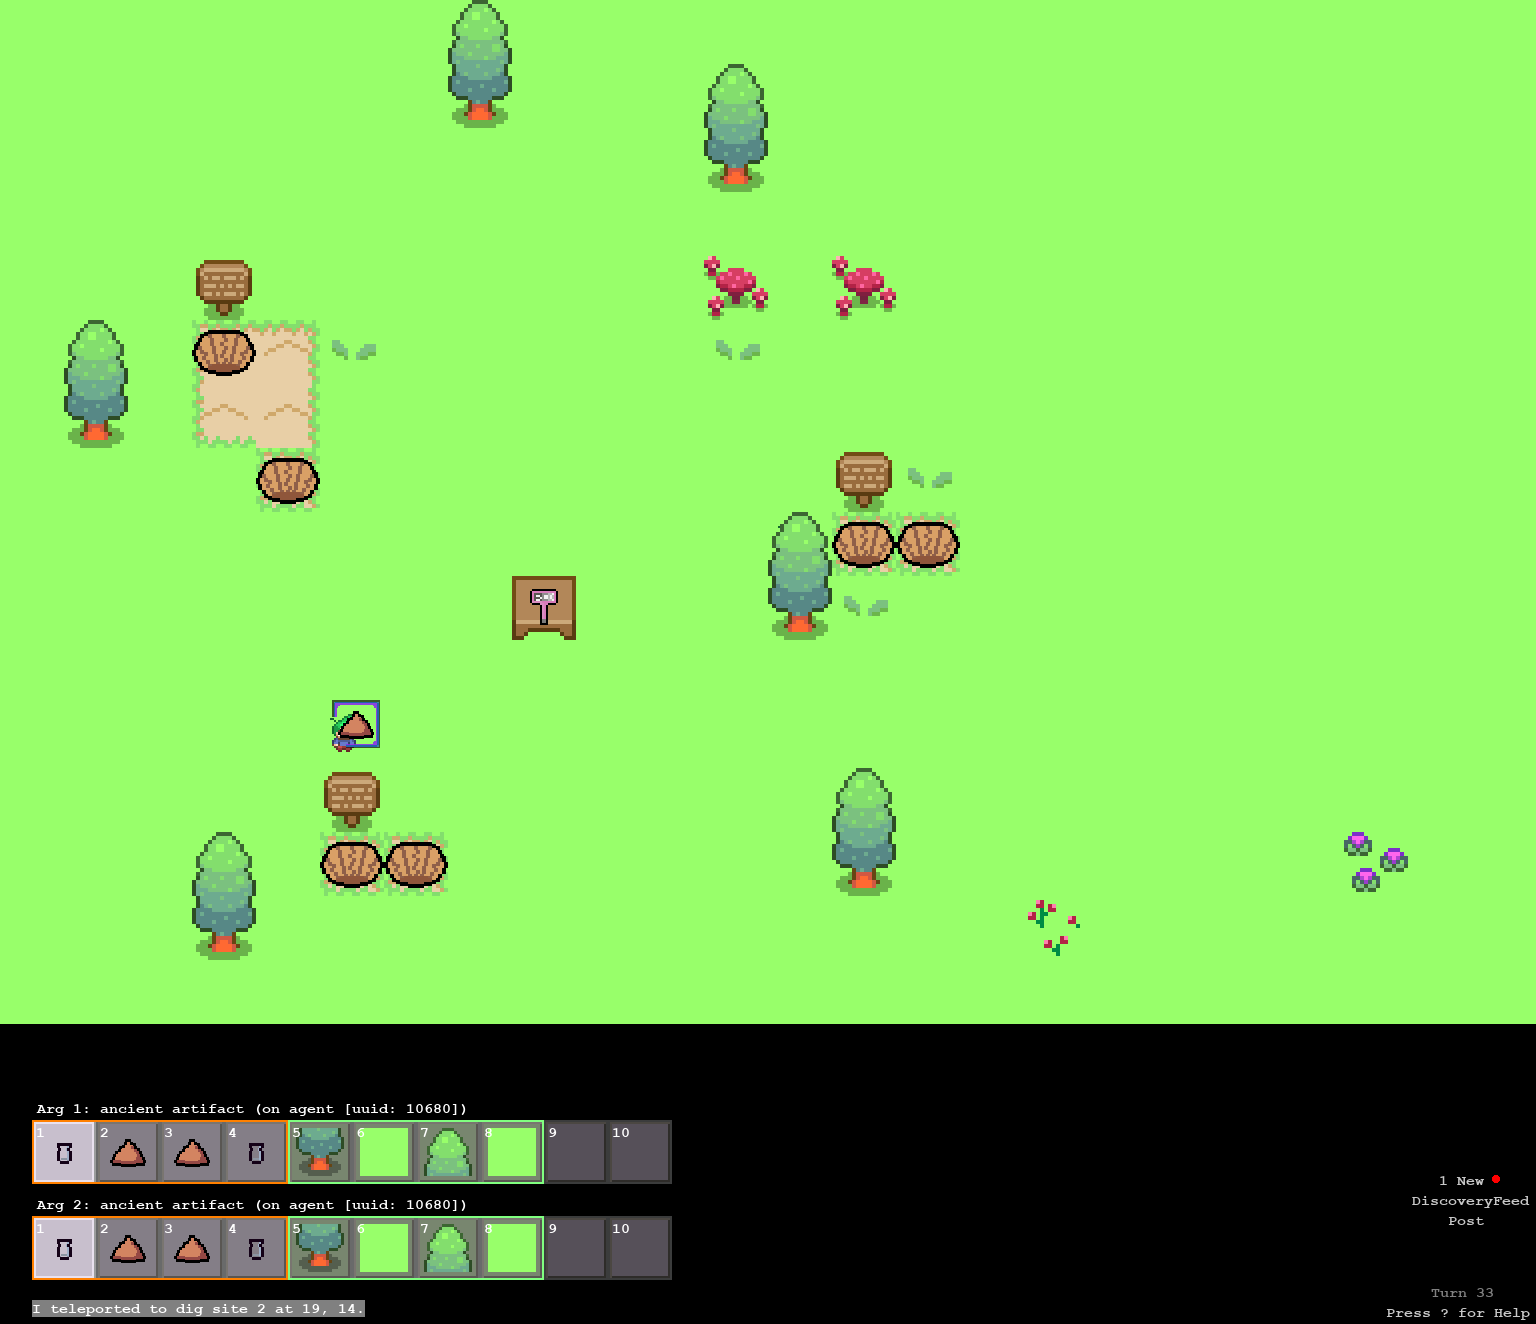 Arg 1: ancient artifact (on agent [uuid: 10680])
1 2 3 4 5 6 7 8 9 10
Arg 2: ancient artifact (on agent [uuid: 10680])
1 2 3 4 5 6 7 8 9 10
I teleported to dig site 2 at 19, 14.
1 New
DiscoveryFeed
Post
Turn 33
Press ? for Help